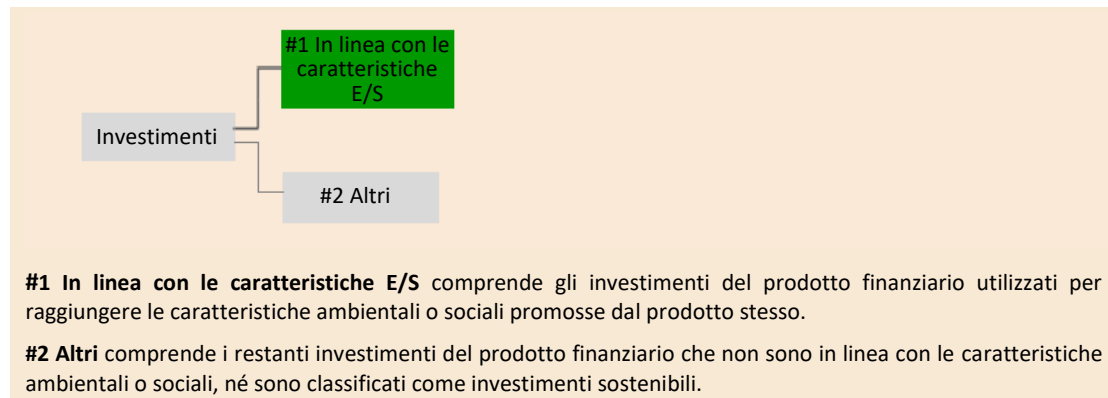 #1 In linea con le
caratteristiche
E/S
Investimenti
#2 Altri
#1 In linea con le caratteristiche E/S comprende gli investimenti del prodotto finanziario utilizzati per
raggiungere le caratteristiche ambientali o sociali promosse dal prodotto stesso.
#2 Altri comprende i restanti investimenti del prodotto finanziario che non sono in linea con le caratteristiche
ambientali o sociali, né sono classificati come investimenti sostenibili.